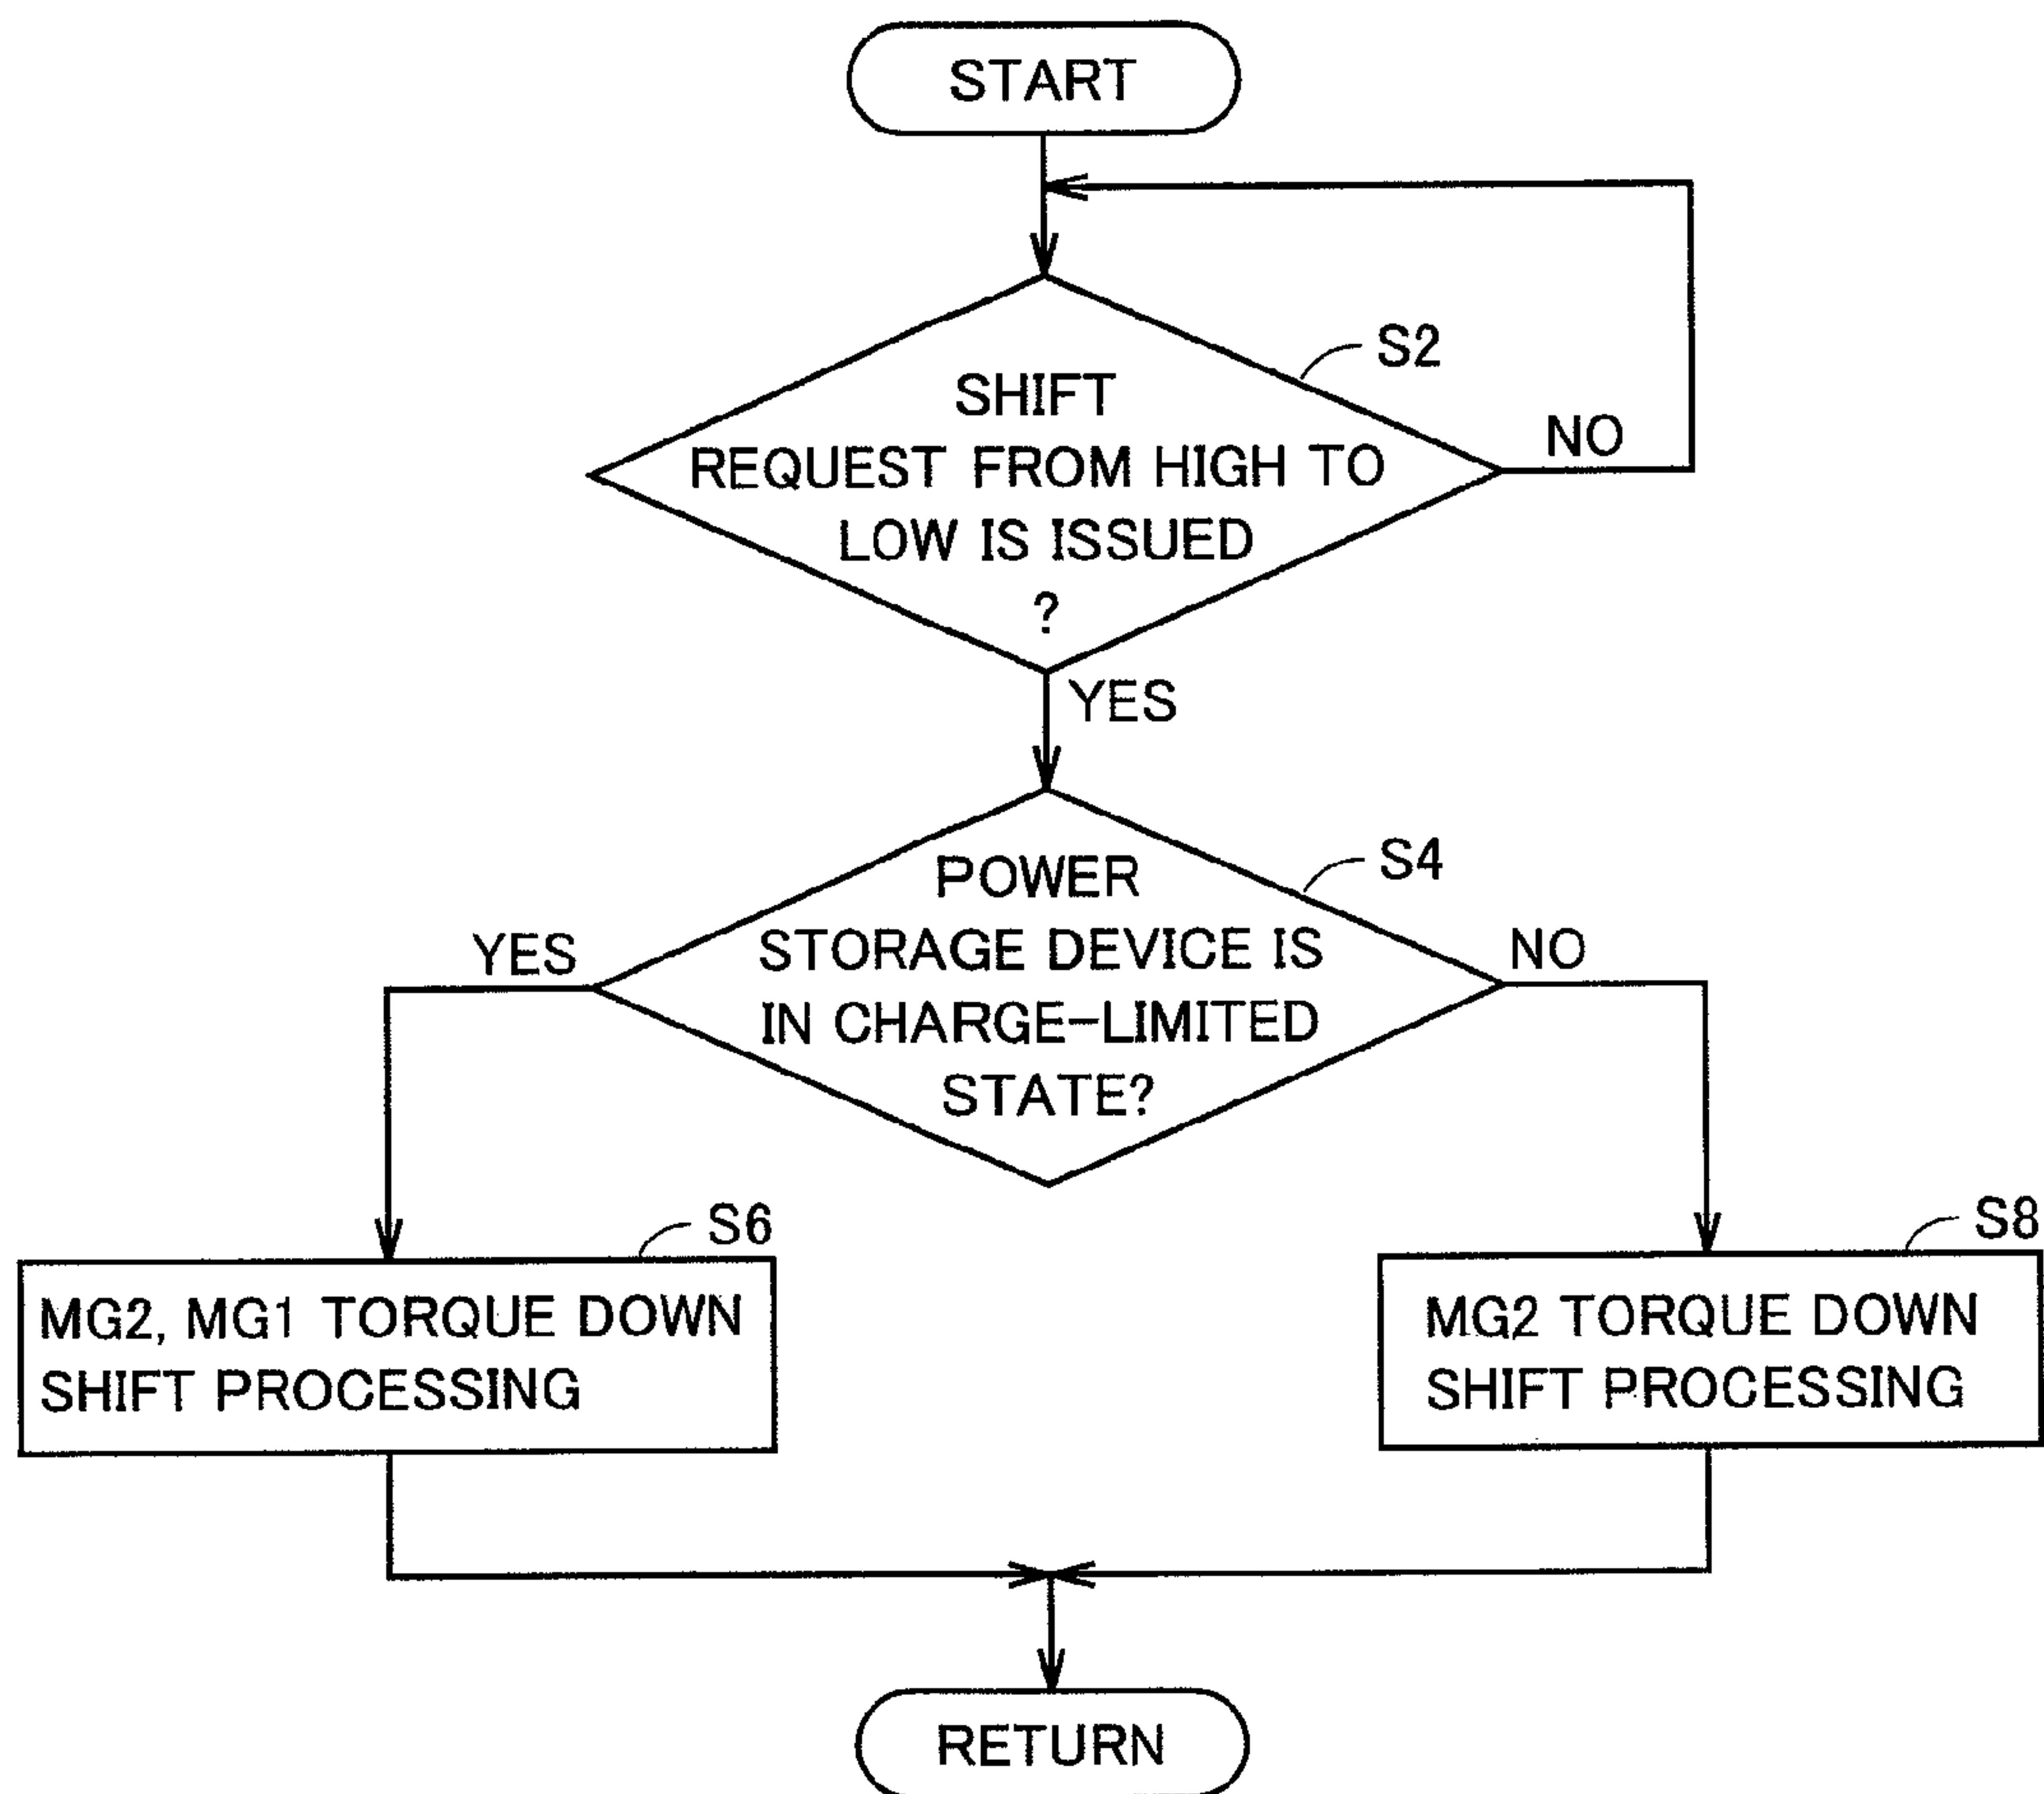 START
S2
SHIFT
REQUEST FROM HIGH TO
LOW IS ISSUED
?
NO
YES
S4
POWER
STORAGE DEVICE IS
IN CHARGE-LIMITED
STATE?
YES
NO
S6
MG2, MG1 TORQUE DOWN
SHIFT PROCESSING
S8
MG2 TORQUE DOWN
SHIFT PROCESSING
RETURN